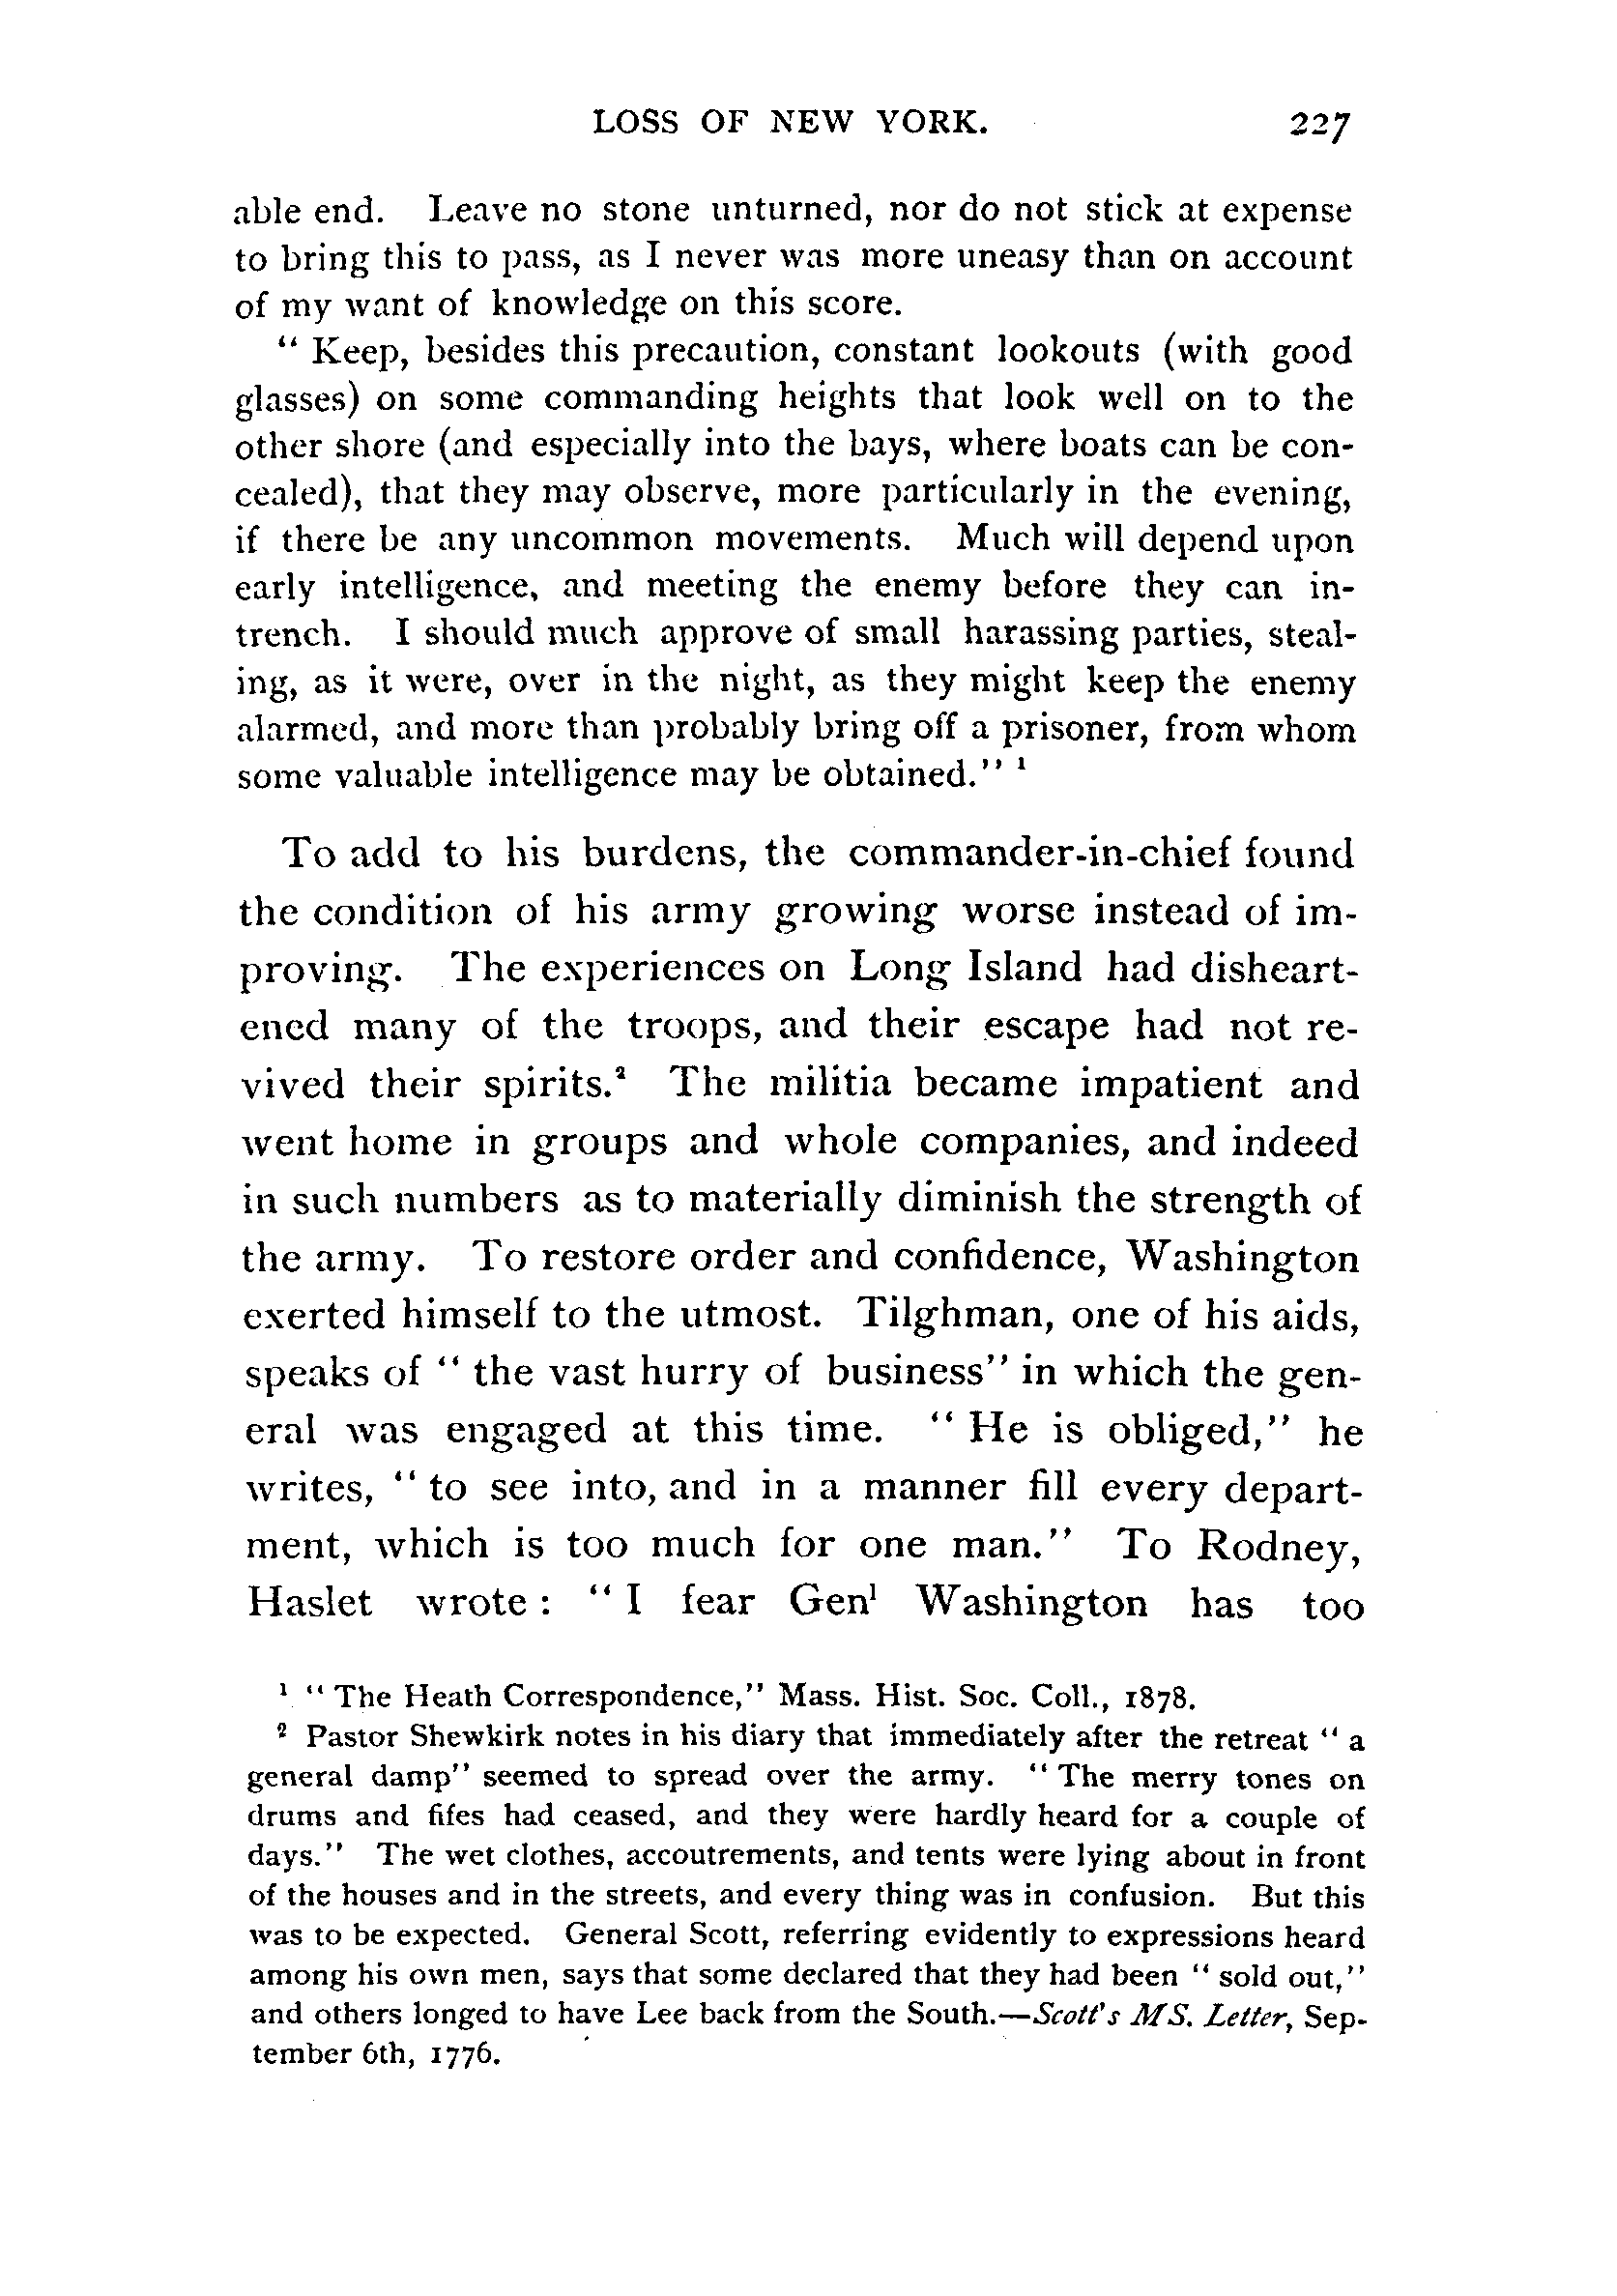 LOSS OF NEW YORK. 227
able end. Leave no stone unturned, nor do not stick at expense
to bring this to pass, as I never was more uneasy than on account
of my want of knowledge on this score.
“ Keep, besides this precaution, constant lookouts (with good
glasses) on some commanding heights that look well on to the
other shore (and especially into the bays, where boats can be con-
cealed), that they may observe, more particularly in the evening,
if there be any uncommon movements. Much will depend upon
early intelligence, and meeting the enemy before they can in-
trench. I should much approve of small harassing parties, steal-
ing, as it were, over in the night, as they might keep the enemy
alarmed, and more than probably bring off a prisoner, from whom
some valuable intelligence may be obtained.” ¹
To add to his burdens, the commander-in-chief found
the condition of his army growing worse instead of im-
proving. The experiences on Long Island had disheart-
ened many of the troops, and their escape had not re-
vived their spirits.² The militia became impatient and
went home in groups and whole companies, and indeed
in such numbers as to materially diminish the strength of
the army. To restore order and confidence, Washington
exerted himself to the utmost. Tilghman, one of his aids,
speaks of “ the vast hurry of business” in which the gen-
eral was engaged at this time. “ He is obliged,” he
writes, “ to see into, and in a manner fill every depart-
ment, which is too much for one man.” To Rodney,
Haslet wrote : “ I fear Genˡ Washington has too
¹ “ The Heath Correspondence,” Mass. Hist. Soc. Coll., 1878.
² Pastor Shewkirk notes in his diary that immediately after the retreat “ a
general damp” seemed to spread over the army. “ The merry tones on
drums and fifes had ceased, and they were hardly heard for a couple of
days.” The wet clothes, accoutrements, and tents were lying about in front
of the houses and in the streets, and every thing was in confusion. But this
was to be expected. General Scott, referring evidently to expressions heard
among his own men, says that some declared that they had been “ sold out,”
and others longed to have Lee back from the South.—Scott's MS. Letter, Sep-
tember 6th, 1776.